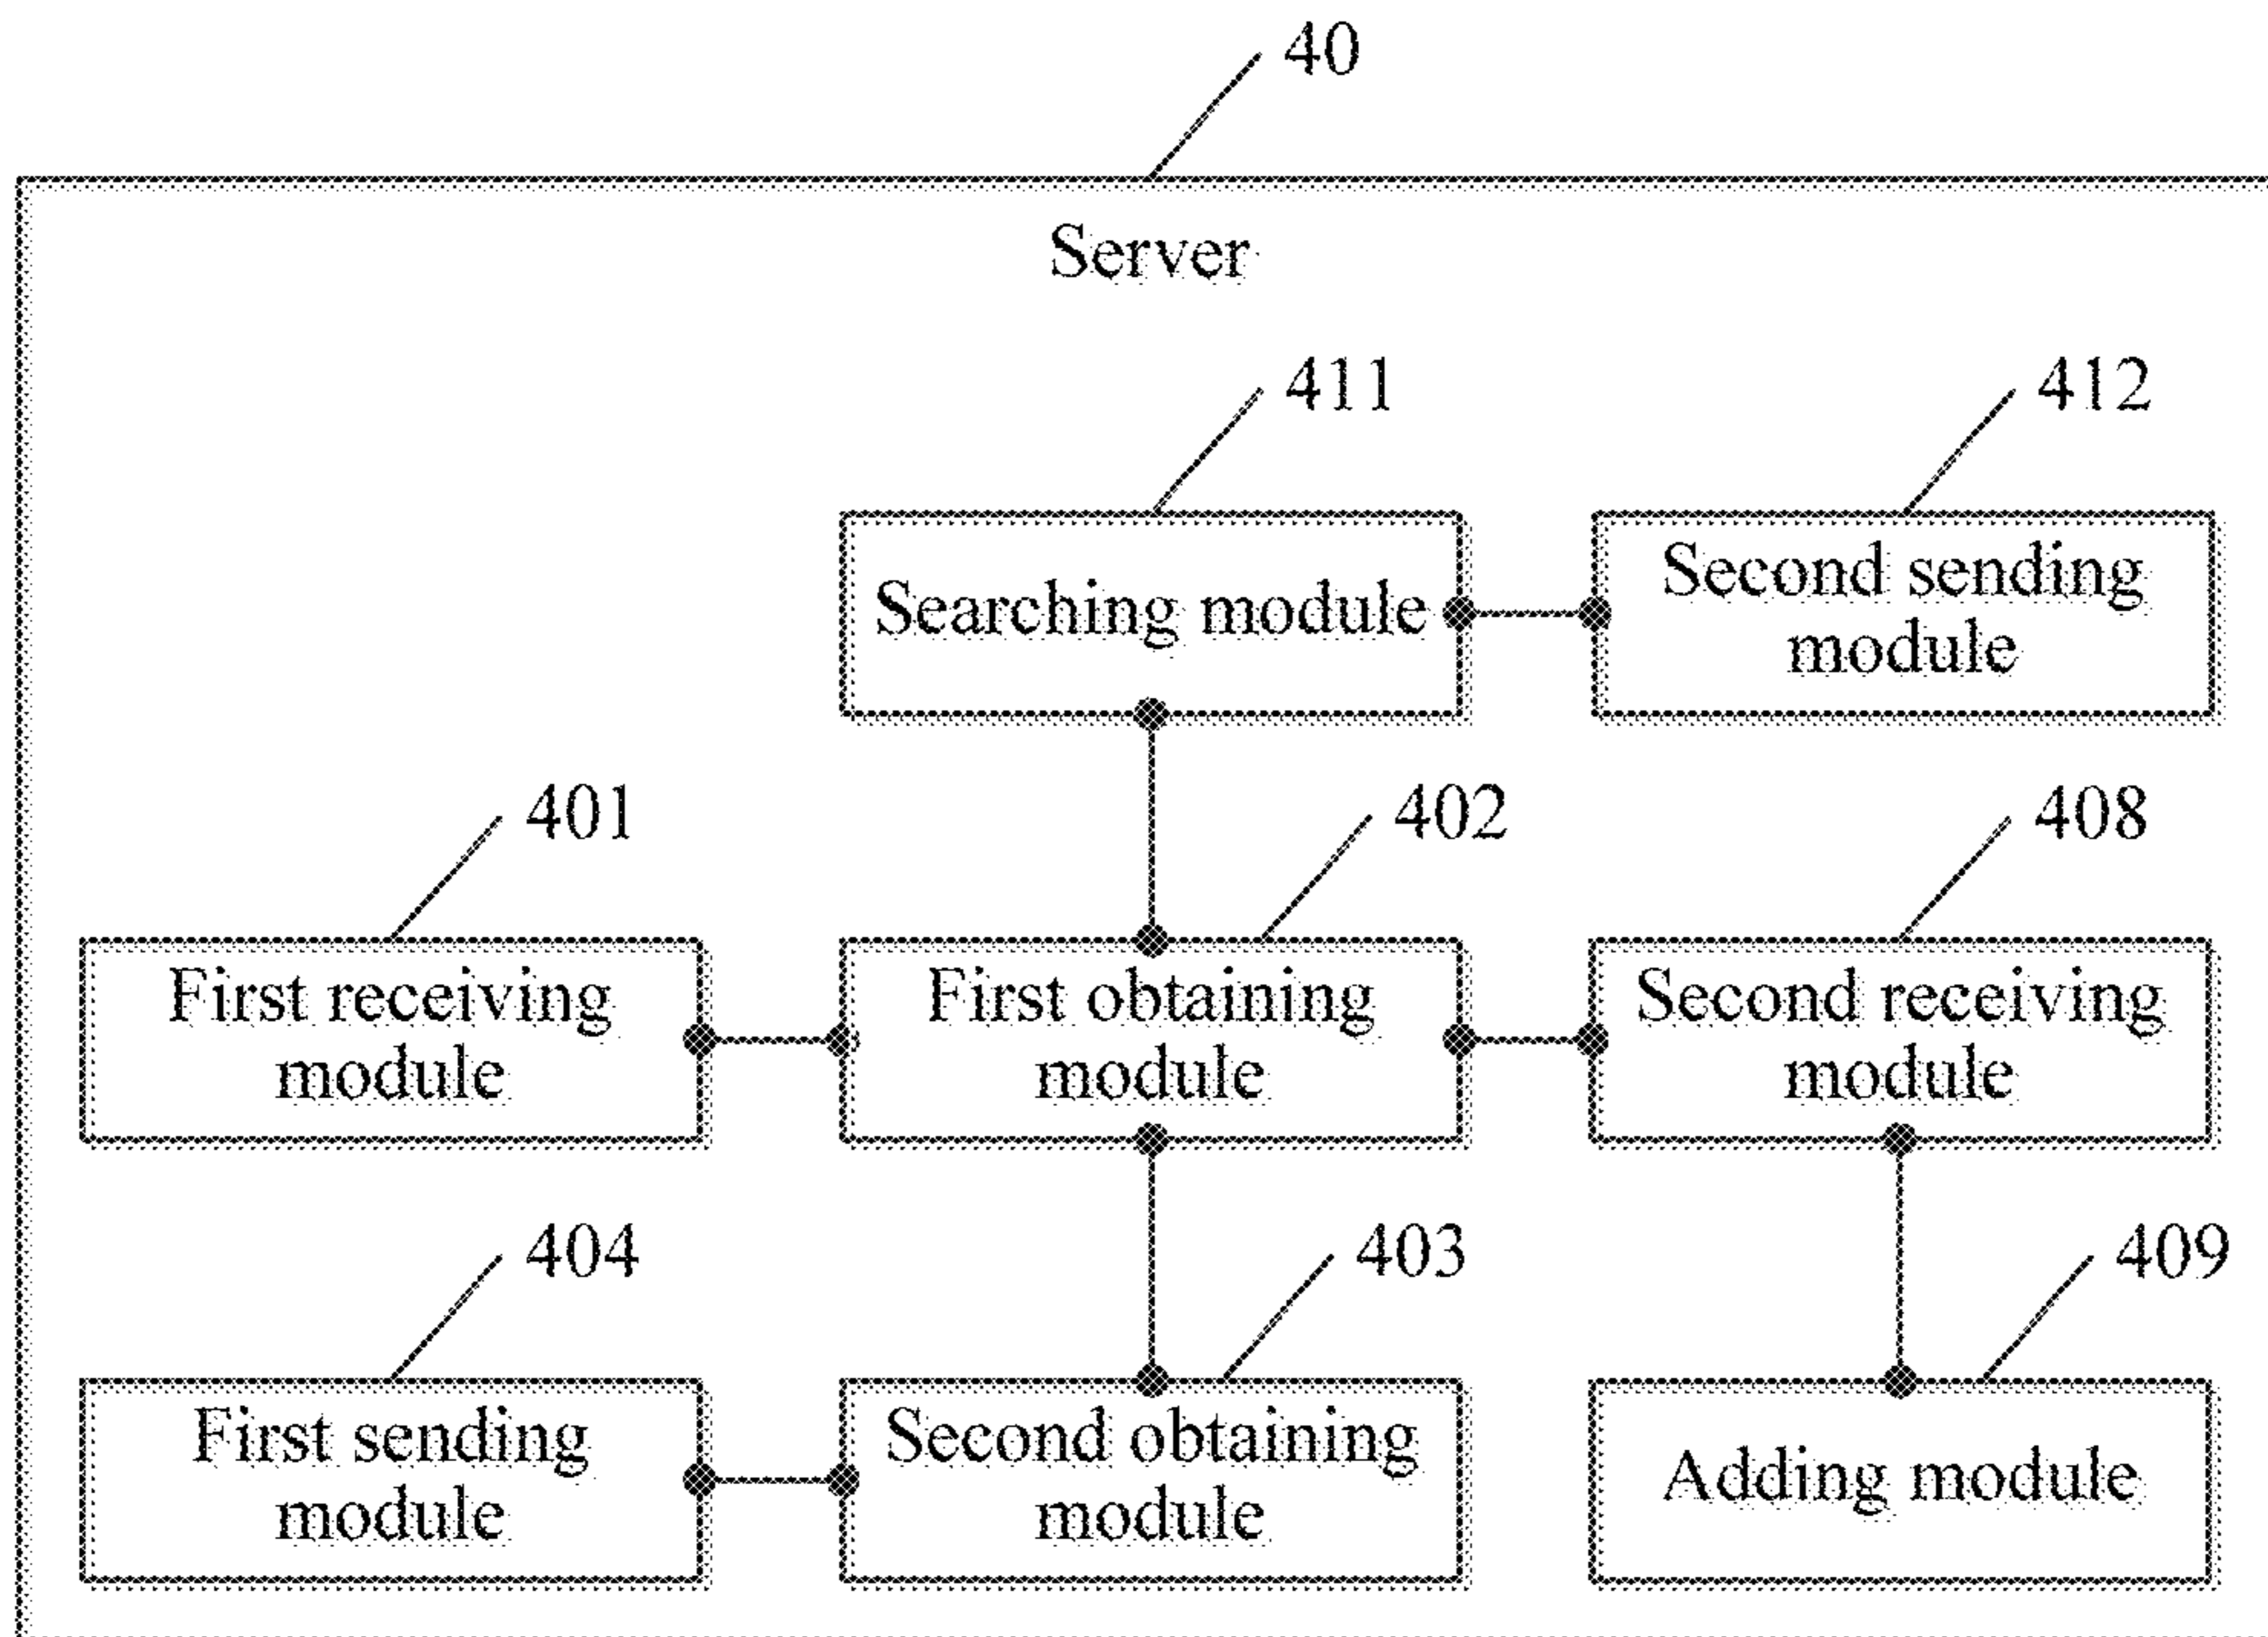 40
Server
411
412
Searching module
Second sending
module
401
402
408
First receiving
module
First obtaining
module
Second receiving
module
404
403
409
First sending
module
Second obtaining
module
Adding module